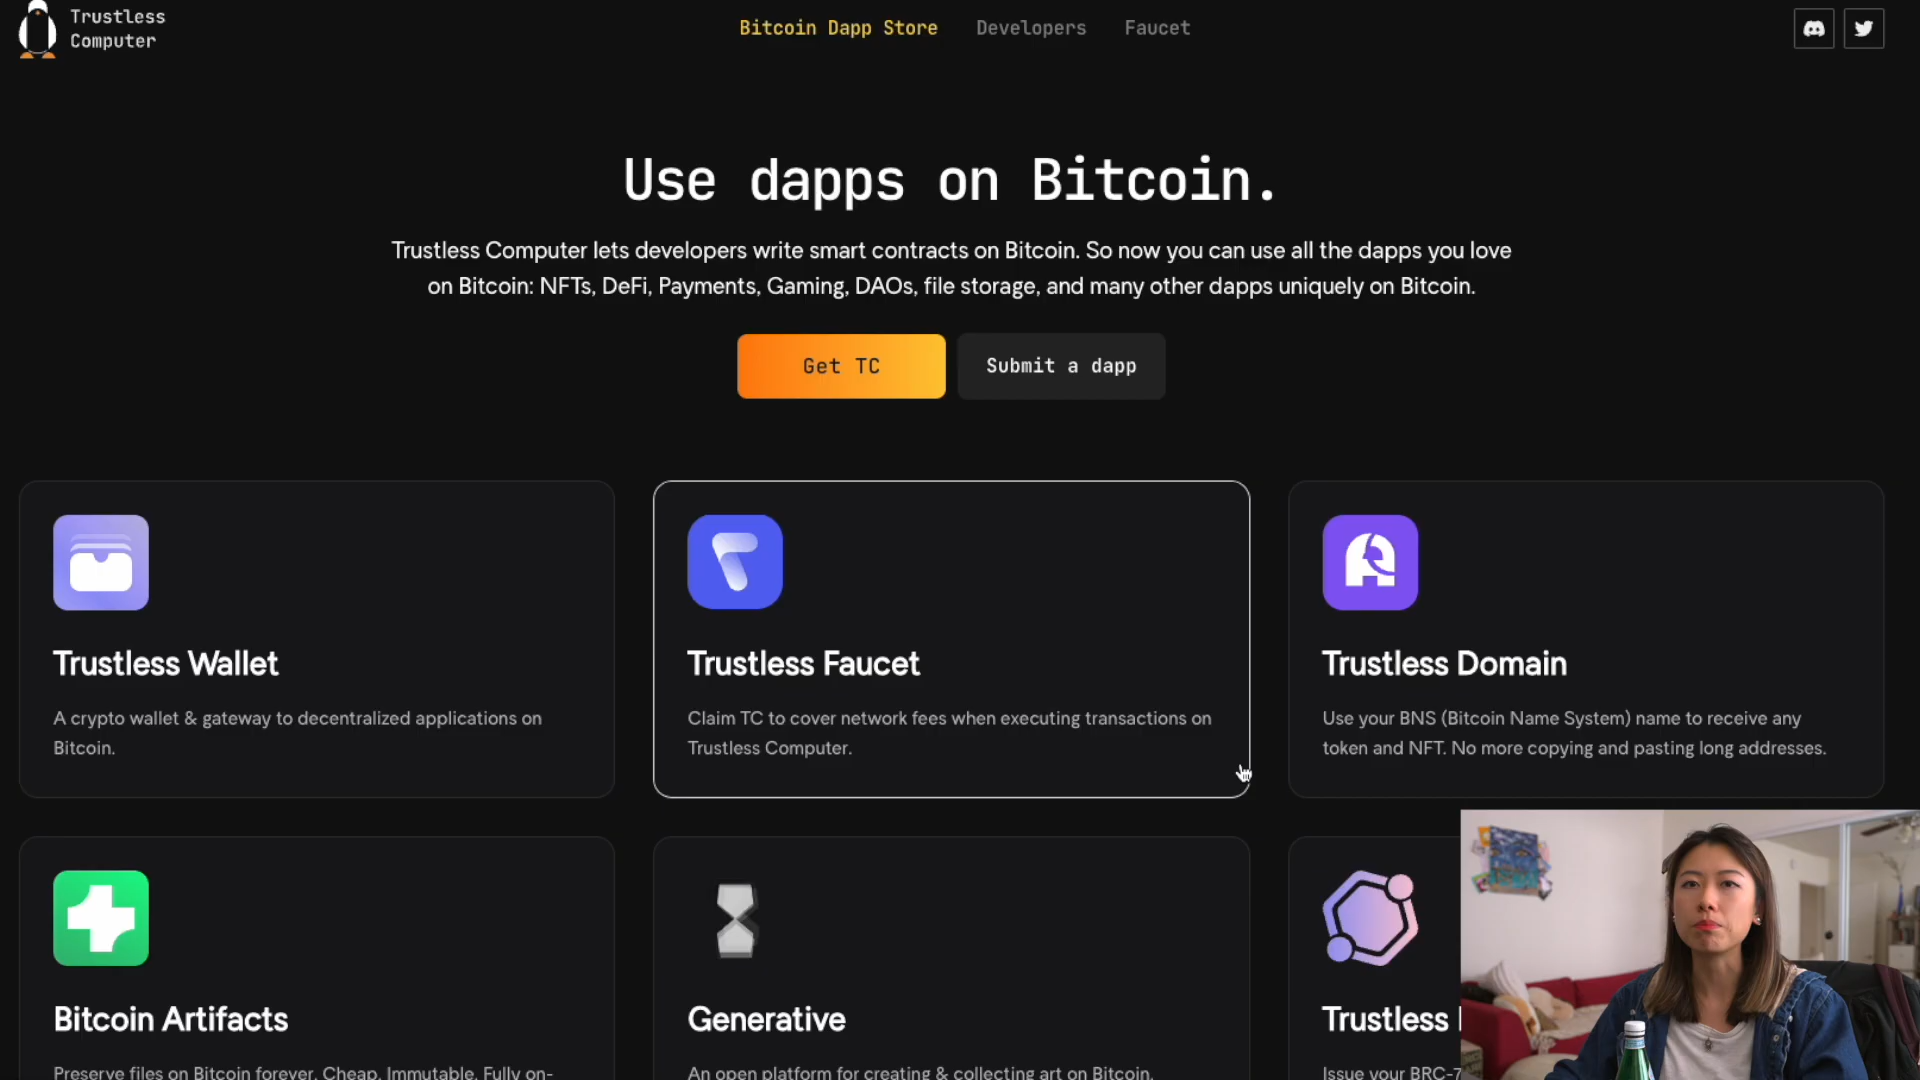 Trustless
Computer
Bitcoin Dapp Store
Developers
Faucet
Use dapps on Bitcoin.
Trustless Computer lets developers write smart contracts on Bitcoin. So now you can use all the dapps you love
on Bitcoin: NFTs, DeFi, Payments, Gaming, DAOs, file storage, and many other dapps uniquely on Bitcoin.
Get TC
Submit a dapp
Trustless Wallet
A crypto wallet & gateway to decentralized applications on
Bitcoin.
Trustless Faucet
Claim TC to cover network fees when executing transactions on
Trustless Computer.
Trustless Domain
Use your BNS (Bitcoin Name System) name to receive any
token and NFT. No more copying and pasting long addresses.
Bitcoin Artifacts
Preserve files on Bitcoin forever. Cheap. Immutable. Fully on-
Generative
An open platform for creating & collecting art on Bitcoin.
Trustless
Issue your BRC-7